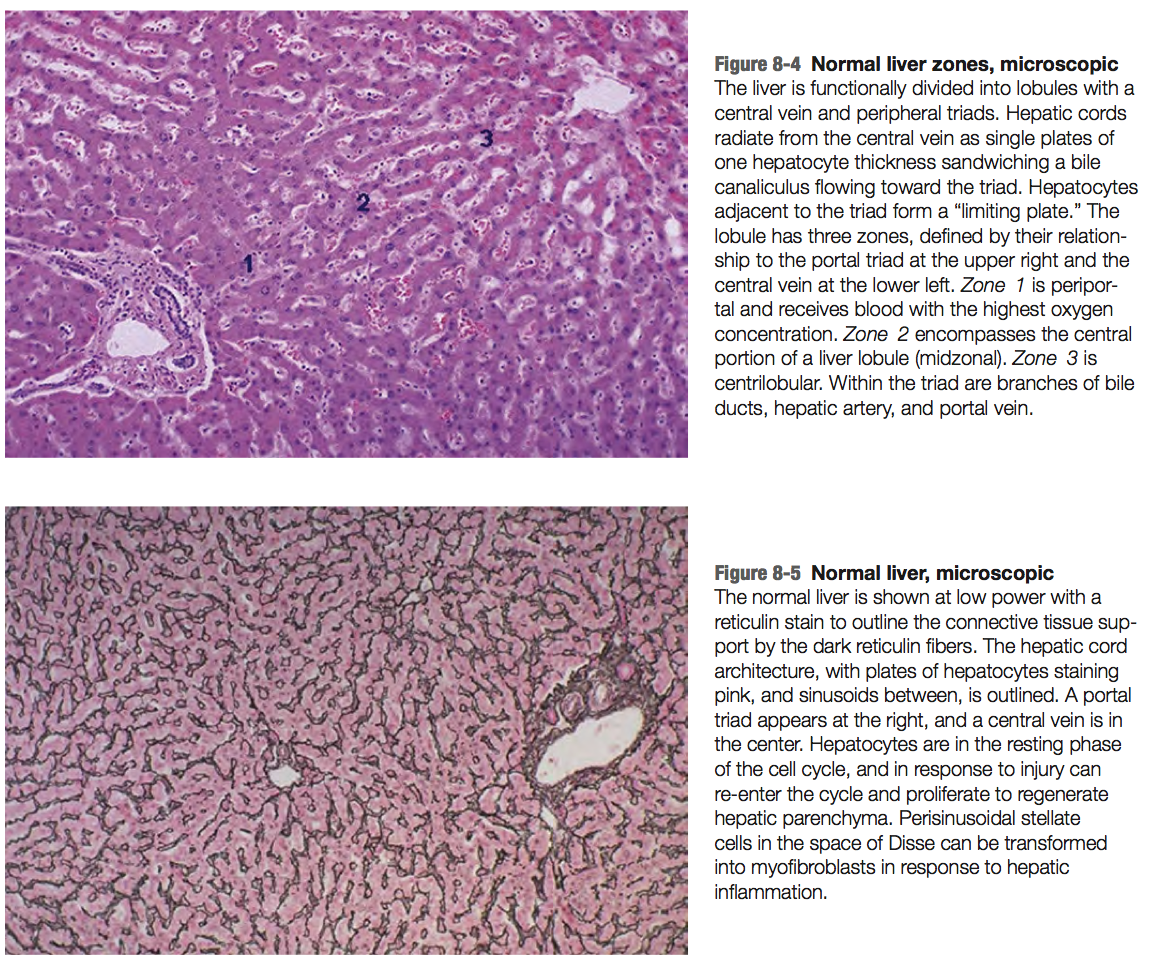 1
2
3
Figure 8-4 Normal liver zones, microscopic
The liver is functionally divided into lobules with a
central vein and peripheral triads. Hepatic cords
radiate from the central vein as single plates of
one hepatocyte thickness sandwiching a bile
canaliculus flowing toward the triad. Hepatocytes
adjacent to the triad form a “limiting plate.” The
lobule has three zones, defined by their relation-
ship to the portal triad at the upper right and the
central vein at the lower left. Zone 1 is peripor-
tal and receives blood with the highest oxygen
concentration. Zone 2 encompasses the central
portion of a liver lobule (midzonal). Zone 3 is
centrilobular. Within the triad are branches of bile
ducts, hepatic artery, and portal vein.
Figure 8-5 Normal liver, microscopic
The normal liver is shown at low power with a
reticulin stain to outline the connective tissue sup-
port by the dark reticulin fibers. The hepatic cord
architecture, with plates of hepatocytes staining
pink, and sinusoids between, is outlined. A portal
triad appears at the right, and a central vein is in
the center. Hepatocytes are in the resting phase
of the cell cycle, and in response to injury can
re-enter the cycle and proliferate to regenerate
hepatic parenchyma. Perisinusoidal stellate
cells in the space of Disse can be transformed
into myofibroblasts in response to hepatic
inflammation.